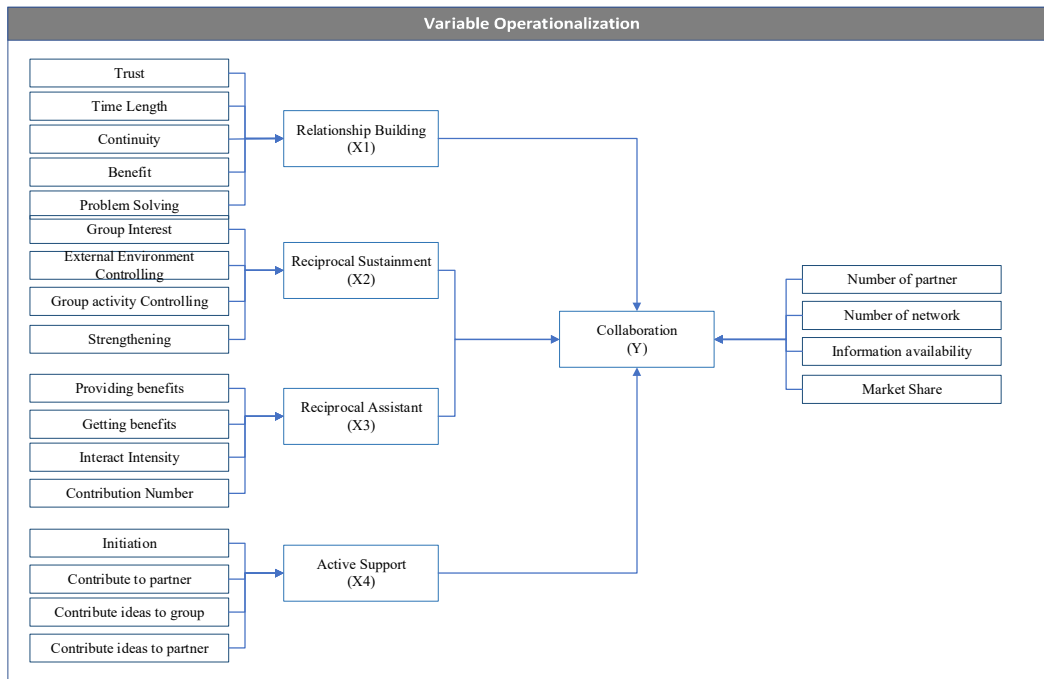 Variable Operationalization
Trust
Time Length
Continuity
Benefit
Problem Solving
Relationship Building
(X1)
Group Interest
External Environment
Controlling
Group activity Controlling
Strengthening
Reciprocal Sustainment
(X2)
Providing benefits
Getting benefits
Interact Intensity
Contribution Number
Reciprocal Assistant
(X3)
Initiation
Contribute to partner
Contribute ideas to group
Contribute ideas to partner
Active Support
(X4)
Collaboration
(Y)
Number of partner
Number of network
Information availability
Market Share